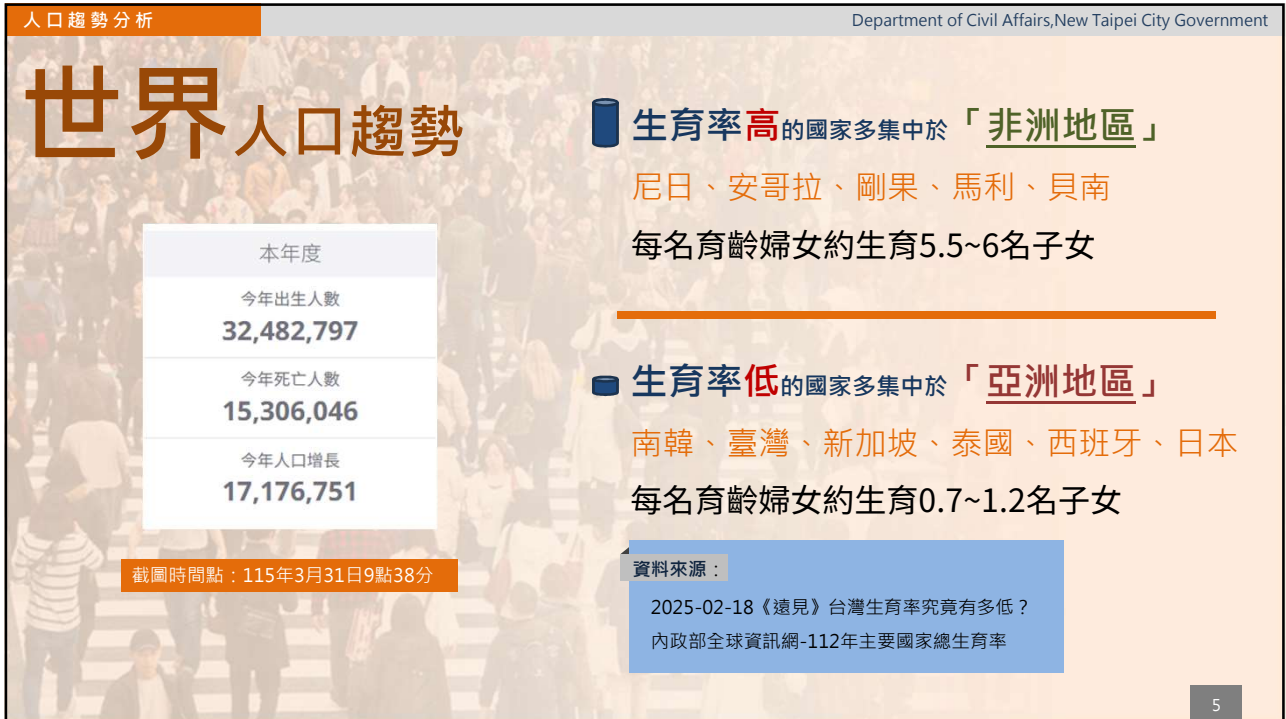 人口趨勢分析
Department of Civil Affairs,New Taipei City Government
世界人口趨勢
本年度
今年出生人數
32,482,797
今年死亡人數
15,306,046
今年人口增長
17,176,751
截圖時間點：115年3月31日9點38分
生育率高的國家多集中於「非洲地區」
尼日、安哥拉、剛果、馬利、貝南
每名育齡婦女約生育5.5~6名子女
生育率低的國家多集中於「亞洲地區」
南韓、臺灣、新加坡、泰國、西班牙、日本
每名育齡婦女約生育0.7~1.2名子女
資料來源：
2025-02-18《遠見》台灣生育率究竟有多低？
內政部全球資訊網-112年主要國家總生育率
5